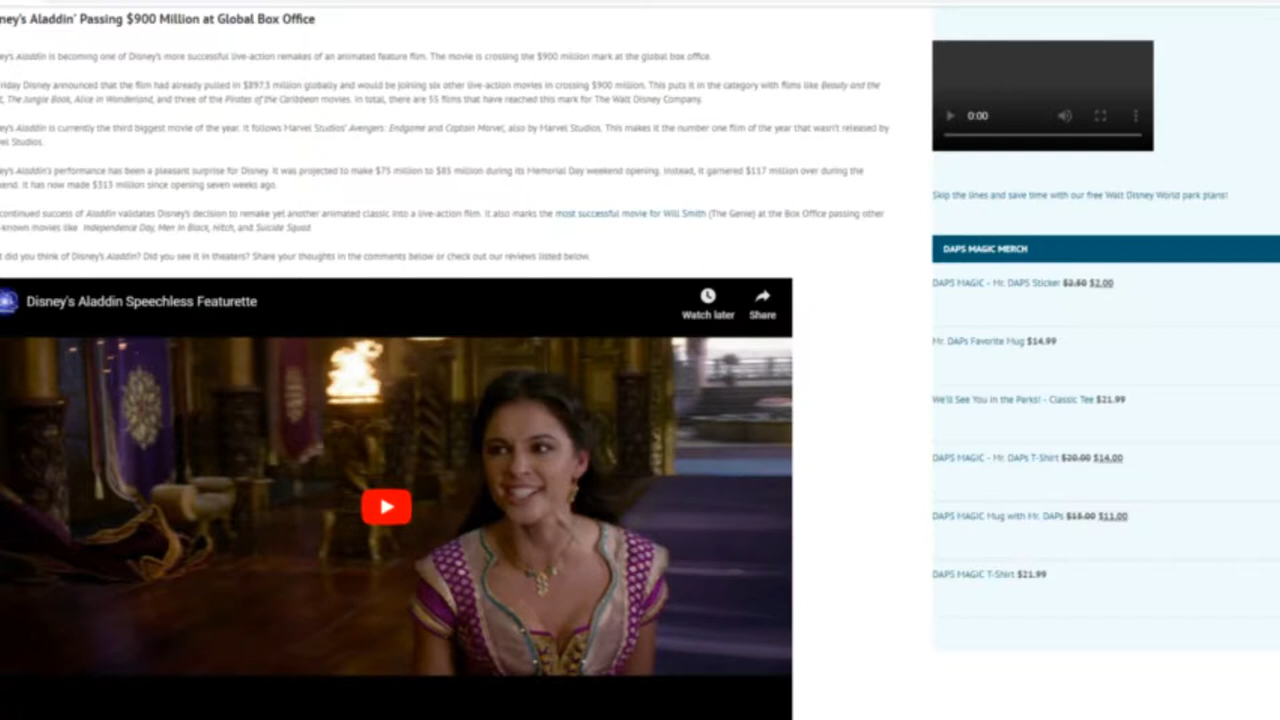 ney's Aladdin' Passing $900 Million at Global Box Office
ey's Aladdin is becoming one of Disney's more successful live-action remakes of an animated feature film. The movie is crossing the $900 million mark at the global box office.
riday Disney announced that the film had already pulled in $897.3 million globally and would be joining six other live-action movies in crossing $900 million. This puts it in the category with films like Beauty and the
t, The Jungle Book, Alice in Wonderland, and three of the Pirates of the Caribbean movies. In total, there are 55 films that have reached this mark for The Walt Disney Company.
ey's Aladdin is currently the third biggest movie of the year. It follows Marvel Studios' Avengers: Endgame and Captain Marvel, also by Marvel Studios. This makes it the number one film of the year that wasn't released by
vel Studios.
ey's Aladdin's performance has been a pleasant surprise for Disney. It was projected to make $75 million to $85 million during its Memorial Day weekend opening. Instead, it garnered $117 million over during the
kend. It has now made $313 million since opening seven weeks ago.
continued success of Aladdin validates Disney's decision to remake yet another animated classic into a live-action film. It also marks the most successful movie for Will Smith (The Genie) at the Box Office passing other
-known movies like Independence Day, Men in Black, Hitch, and Suicide Squad
t did you think of Disney's Aladdin? Did you see it in theaters? Share your thoughts in the comments below or check out our reviews listed below.
Disney's Aladdin Speechless Featurette
Watch later
Share
0:00
Skip the lines and save time with our free Walt Disney World park plans!
DAPS MAGIC MERCH
DAPS MAGIC - Mr. DAPS Sticker $2.50 $2.00
Mr. DAPs Favorite Mug $14.99
We'll See You in the Parks! - Classic Tee $21.99
DAPS MAGIC - Mr. DAPs T-Shirt $20.00 $14.00
DAPS MAGIC Mug with Mr. DAPs $15.00 $11.00
DAPS MAGIC T-Shirt $21.99